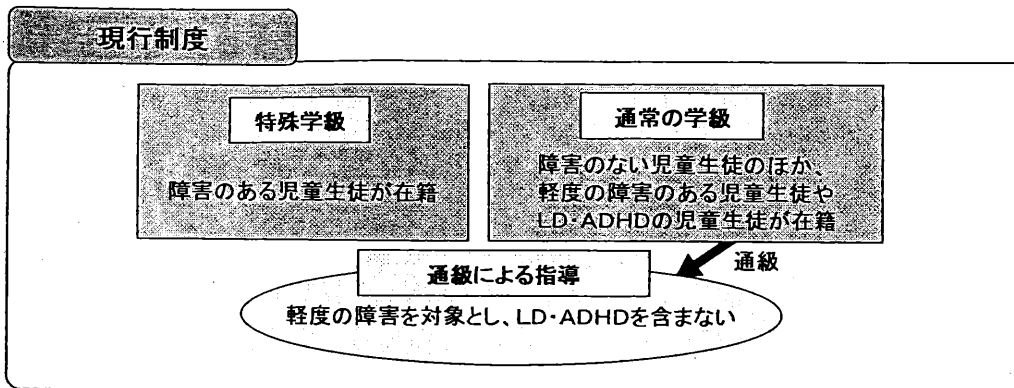 現行制度
特殊学級
障害のある児童生徒が在籍
通常の学級
障害のない児童生徒のほか、
軽度の障害のある児童生徒や
LD・ADHDの児童生徒が在籍
通級
通級による指導
軽度の障害を対象とし、LD・ADHDを含まない